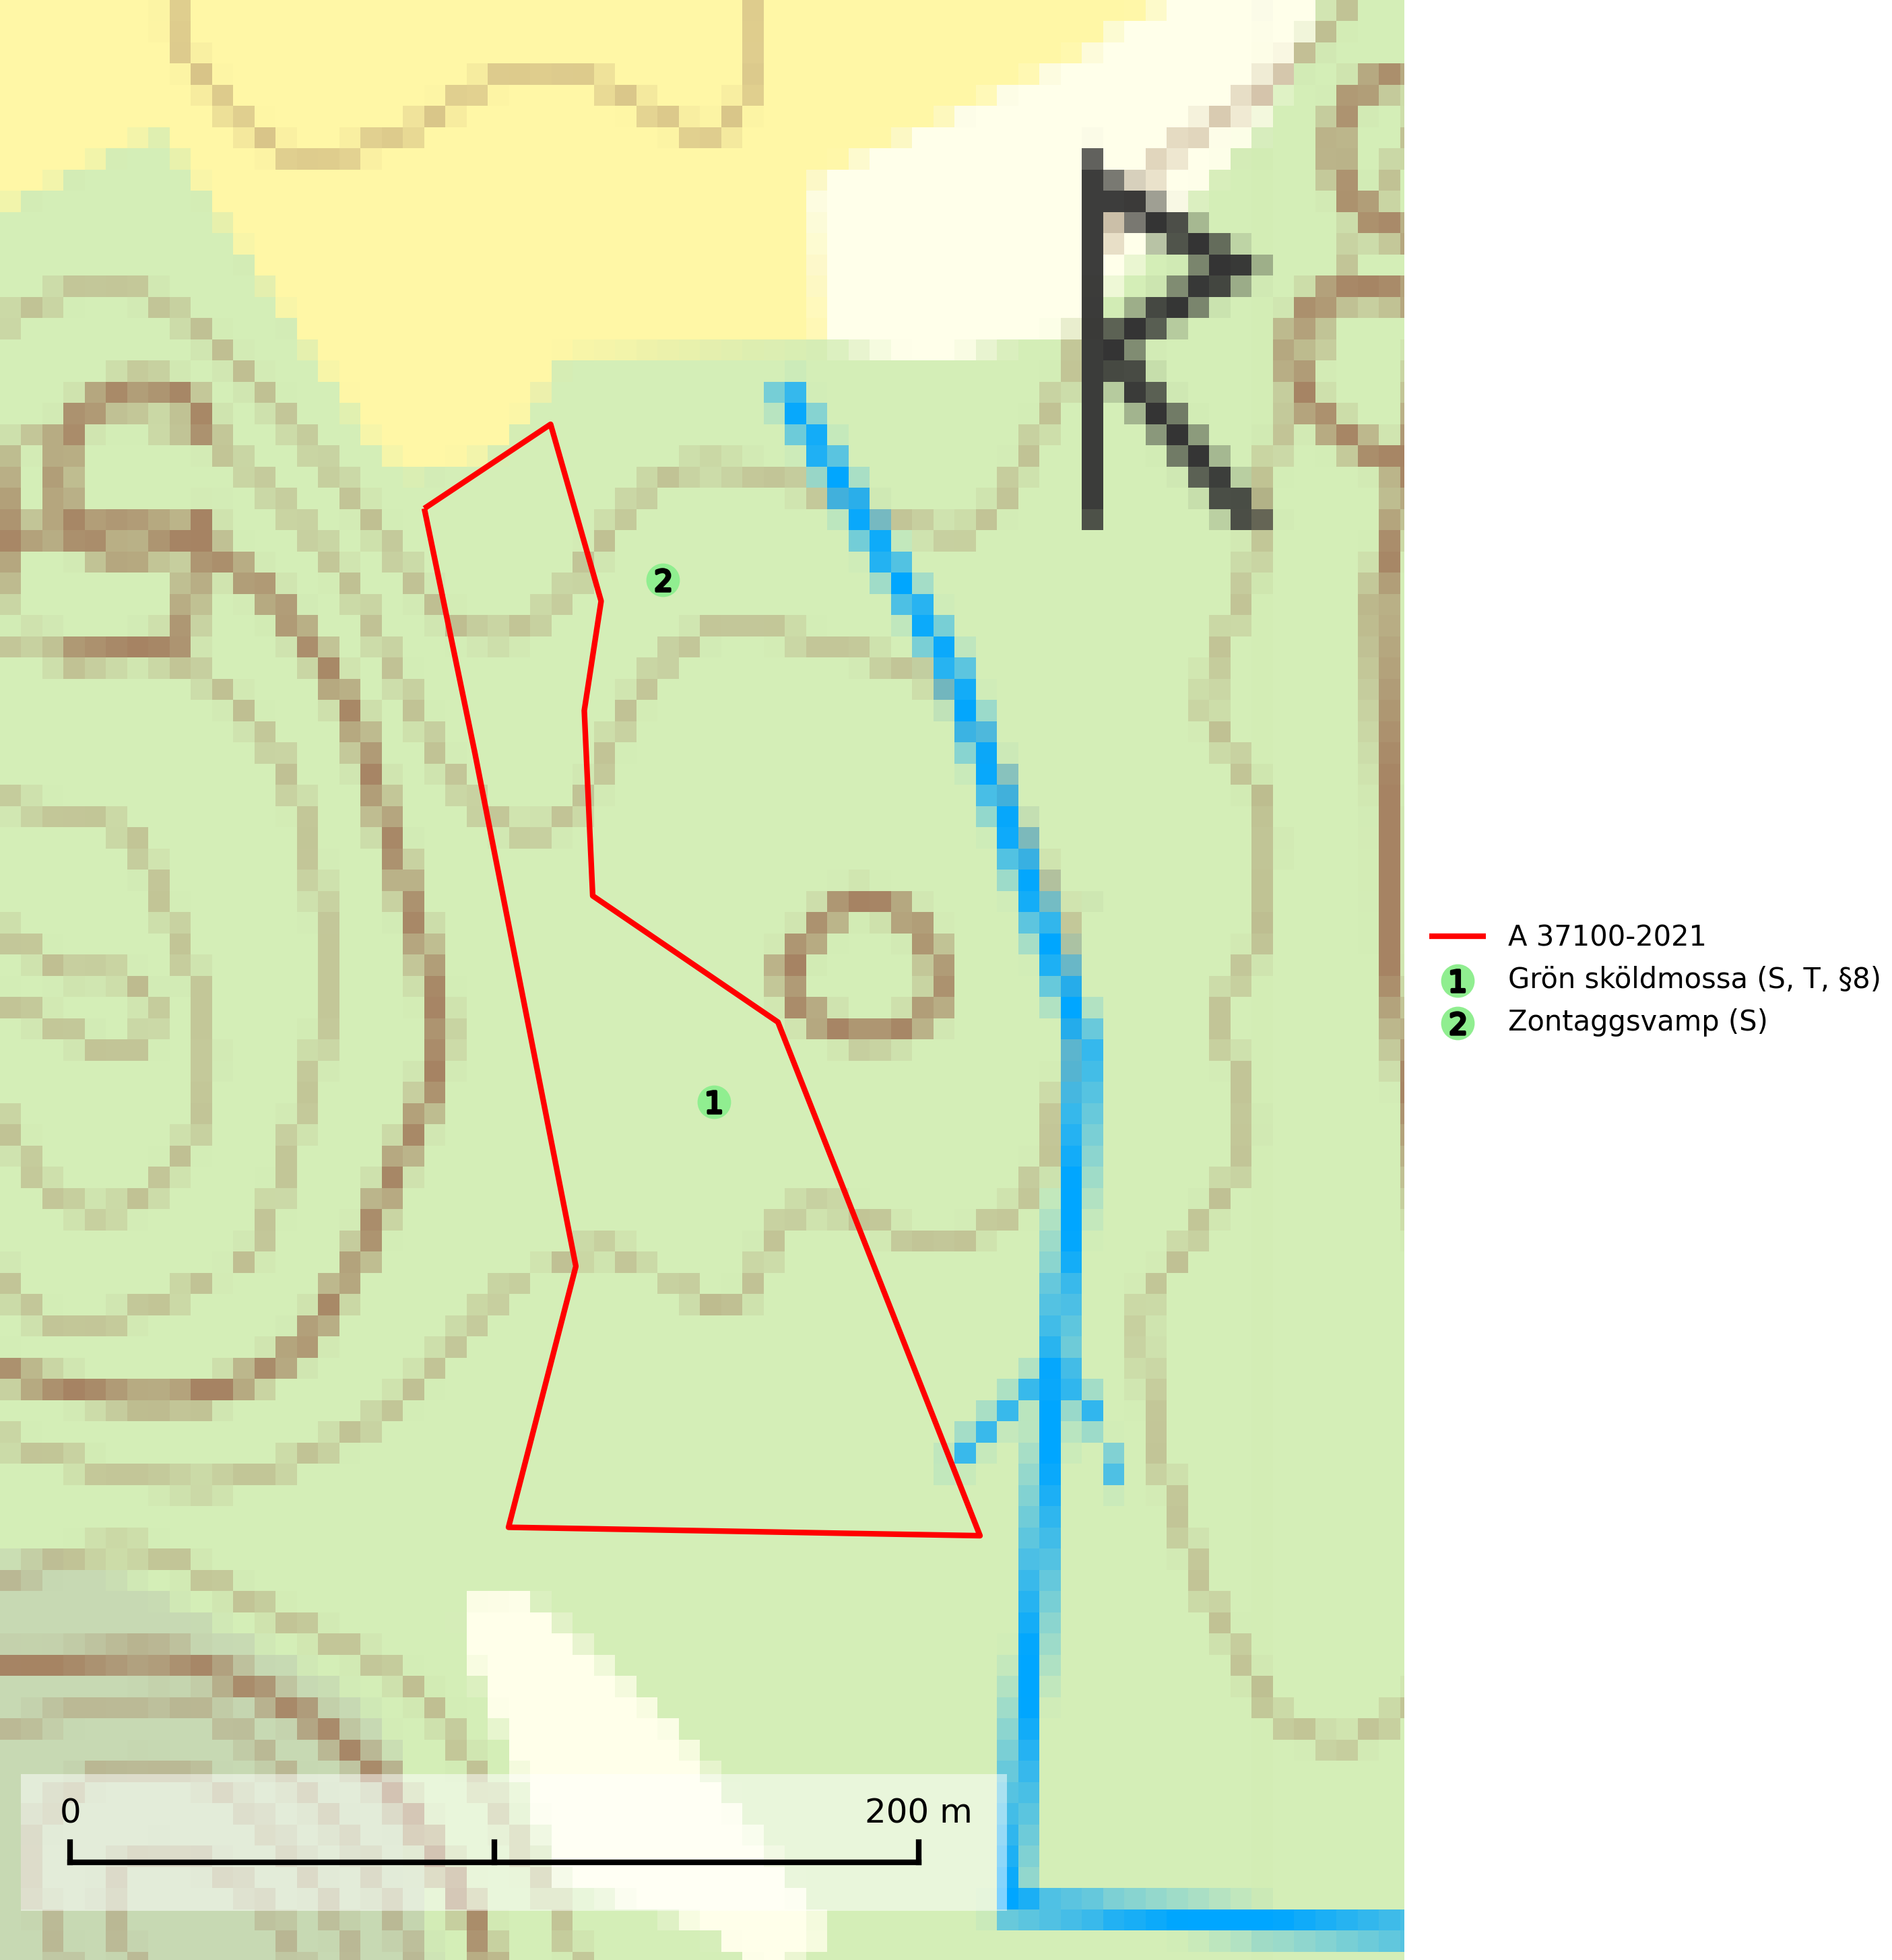 R
2
1
A 37100-2021
1 Grön sköldmossa (S, T, §8)
2 Zontaggsvamp (S)
0 200 m